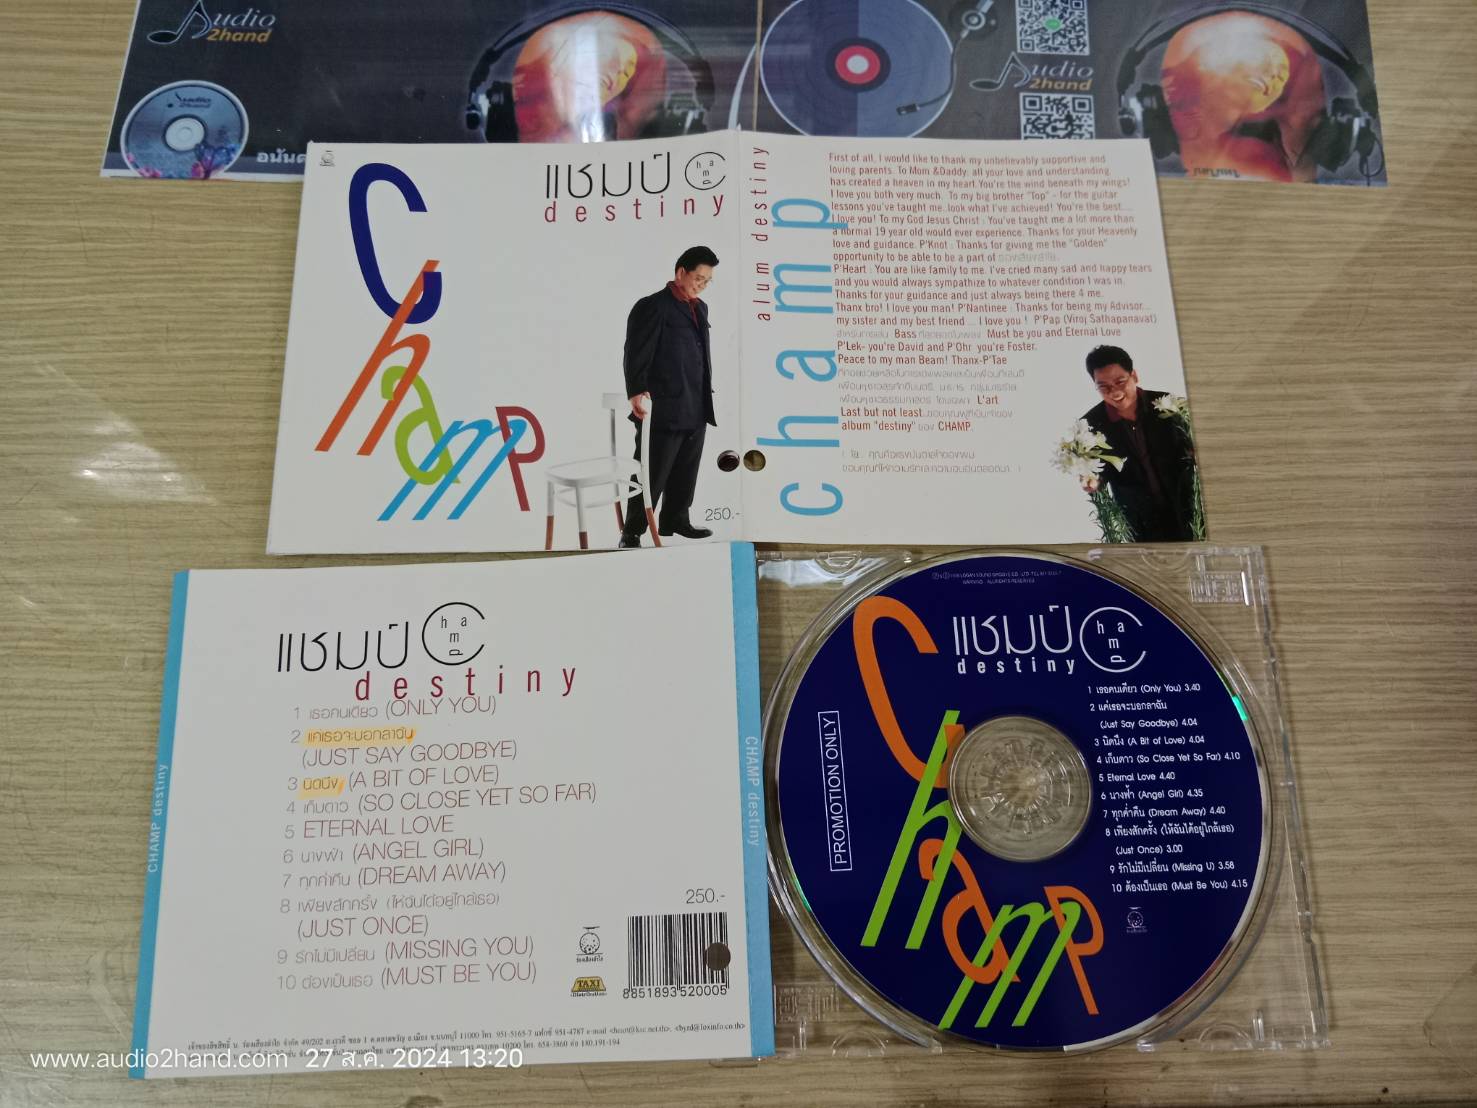 Audio
2hand
Audio
2hand
Audio
2hand
แชมป์ Champ
destiny
Champ
250.-
alum destiny
champ
First of all, I would like to thank my unbelievably supportive and
loving parents. To Mom &Daddy: all your love and understanding
has created a heaven in my heart.You're the wind beneath my wings!
I love you both very much. To my big brother "Top" - for the guitar
lessons you've taught me..look what I've achieved! You're the best....
I love you! To my God Jesus Christ : You've taught me a lot more than
a normal 19 year old would ever experience. Thanks for your Heavenly
love and guidance. P'Knot : Thanks for giving me the "Golden"
opportunity to be able to be a part of
P'Heart : You are like family to me. I've cried many sad and happy tears
and you would always sympathize to whatever condition I was in.
Thanks for your guidance and just always being there 4 me.
Thanx bro! I love you man! P'Nantinee : Thanks for being my Advisor...
my sister and my best friend ... I love you ! P'Pap (Viroj Sathapanavat)
Bass Must be you and Eternal Love
P'Lek- you're David and P'Ohr you're Foster.
Peace to my man Beam! Thanx-P'Tae
L'art
Last but not least..ขอบคุณผู้ที่เป็นเจ้าของ
album "destiny" ของ CHAMP.
แชมป์ Champ
destiny
1 เธอคนเดียว (ONLY YOU)
2 แค่เธอจะบอกลาฉัน
(JUST SAY GOODBYE)
3 นิดนึง (A BIT OF LOVE)
4 เก็บดาว (SO CLOSE YET SO FAR)
5 ETERNAL LOVE
6 นางฟ้า (ANGEL GIRL)
7 ทุกค่ำคืน (DREAM AWAY)
8 เพียงสักครั้ง (ให้ฉันได้อยู่ใกล้เธอ)
(JUST ONCE)
9 รักไม่มีเปลี่ยน (MISSING YOU)
10 ต้องเป็นเธอ (MUST BE YOU)
250.-
TAXI
8851893520005
CHAMP destiny
CHAMP destiny
แชมป์ Champ
destiny
Champ
PROMOTION ONLY
1 เธอคนเดียว (Only You) 3.40
2 แค่เธอจะบอกลาฉัน
(Just Say Goodbye) 4.04
3 นิดนึง (A Bit of Love) 4.04
4 เก็บดาว (So Close Yet So Far) 4.10
5 Eternal Love 4.40
6 นางฟ้า (Angel Girl) 4.35
7 ทุกค่ำคืน (Dream Away) 4.40
8 เพียงสักครั้ง (ให้ฉันได้อยู่ใกล้เธอ)
(Just Once) 3.00
9 รักไม่มีเปลี่ยน (Missing U) 3.58
10 ต้องเป็นเธอ (Must Be You) 4.15
www.audio2hand.com 27 ส.ค. 2024 13:20